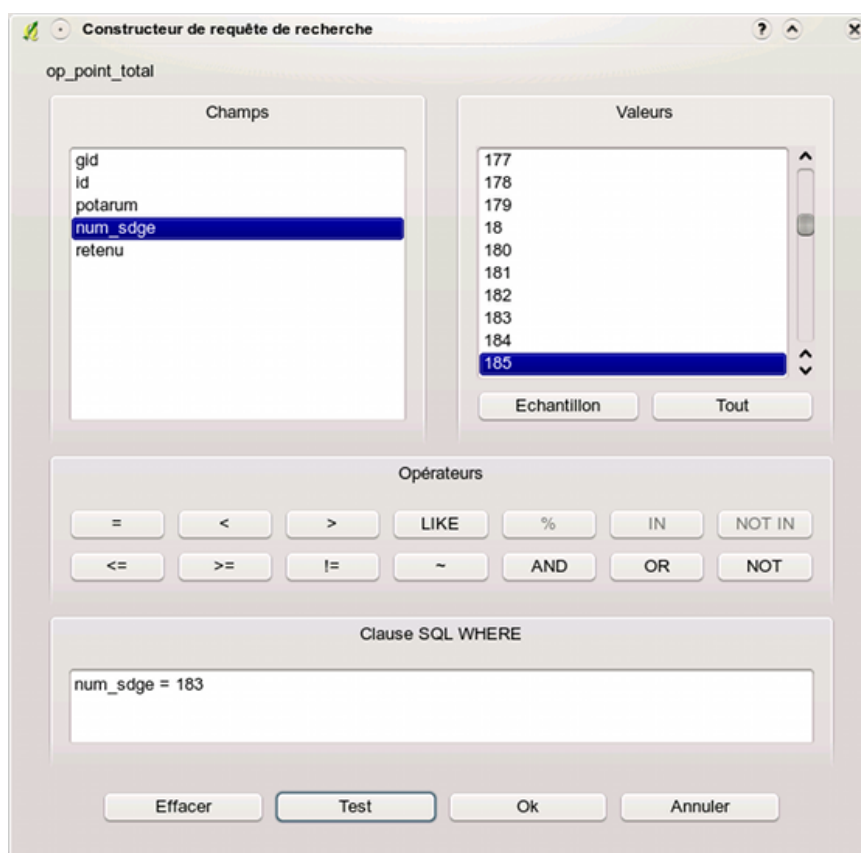 Constructeur de requête de recherche
?
op_point_total
Champs
gid
id
potarum
num_sdge
retenu
Valeurs
177
178
179
18
180
181
182
183
184
185
Echantillon
Tout
Opérateurs
= < > LIKE % IN NOT IN
<= >= != ~ AND OR NOT
Clause SQL WHERE
num_sdge = 183
Effacer Test Ok Annuler